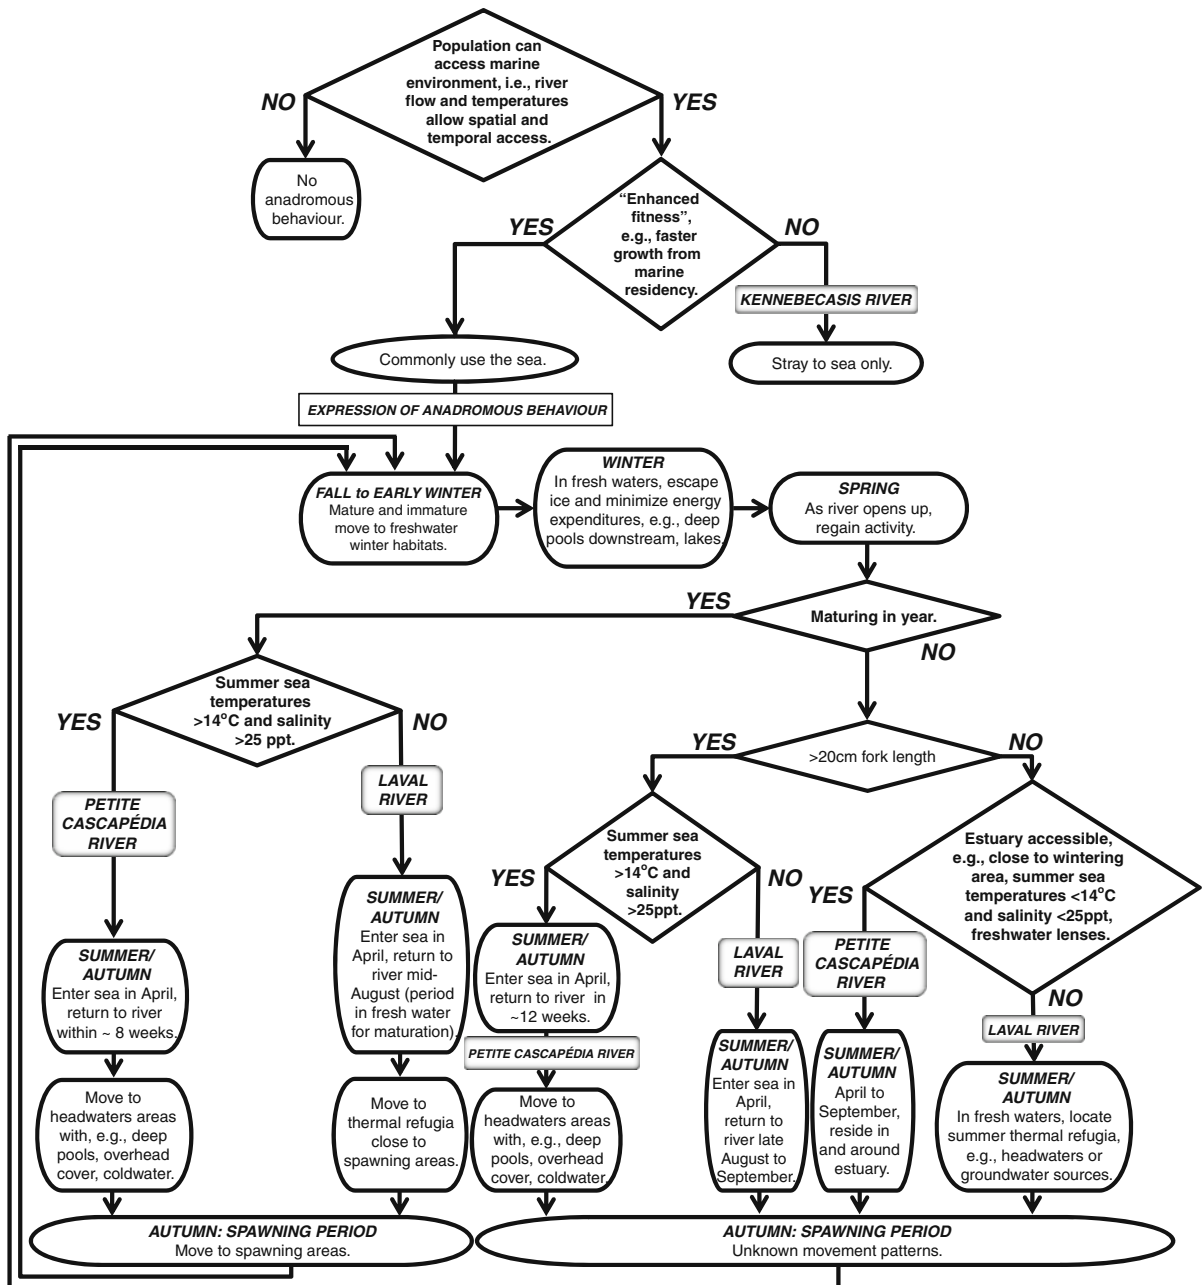 Population can
access marine
environment, i.e., river
flow and temperatures
allow spatial and
temporal access.
NO
YES
No
anadromous
behaviour.
“Enhanced
fitness”,
e.g., faster
growth from
marine
residency.
YES
NO
KENNEBECASIS RIVER
Commonly use the sea.
Stray to sea only.
EXPRESSION OF ANADROMOUS BEHAVIOUR
FALL to EARLY WINTER
Mature and immature
move to freshwater
winter habitats.
WINTER
In fresh waters, escape
ice and minimize energy
expenditures, e.g., deep
pools downstream, lakes.
SPRING
As river opens up,
regain activity.
YES
Maturing in year.
NO
Summer sea
temperatures
>14°C and salinity
>25 ppt.
YES
NO
PETITE
CASCAPÉDIA
RIVER
LAVAL
RIVER
SUMMER/
AUTUMN
Enter sea in April,
return to river
within ~ 8 weeks.
SUMMER/
AUTUMN
Enter sea in
April, return to
river mid-
August (period
in fresh water
for maturation).
Move to
headwaters areas
with, e.g., deep
pools, overhead
cover, coldwater.
Move to
thermal refugia
close to
spawning areas.
AUTUMN: SPAWNING PERIOD
Move to spawning areas.
YES
>20cm fork length
NO
Summer sea
temperatures
>14°C and
salinity
>25ppt.
YES
NO
Estuary accessible,
e.g., close to wintering
area, summer sea
temperatures <14°C
and salinity <25ppt,
freshwater lenses.
YES
NO
SUMMER/
AUTUMN
Enter sea in April,
return to river in
~12 weeks.
PETITE CASCAPÉDIA RIVER
Move to
headwaters areas
with, e.g., deep
pools, overhead
cover, coldwater.
LAVAL
RIVER
SUMMER/
AUTUMN
Enter sea in
April,
return to
river late
August to
September.
PETITE
CASCAPÉDIA
RIVER
SUMMER/
AUTUMN
April to
September,
reside in
and around
estuary.
LAVAL RIVER
SUMMER/
AUTUMN
In fresh waters, locate
summer thermal refugia,
e.g., headwaters or
groundwater sources.
AUTUMN: SPAWNING PERIOD
Unknown movement patterns.